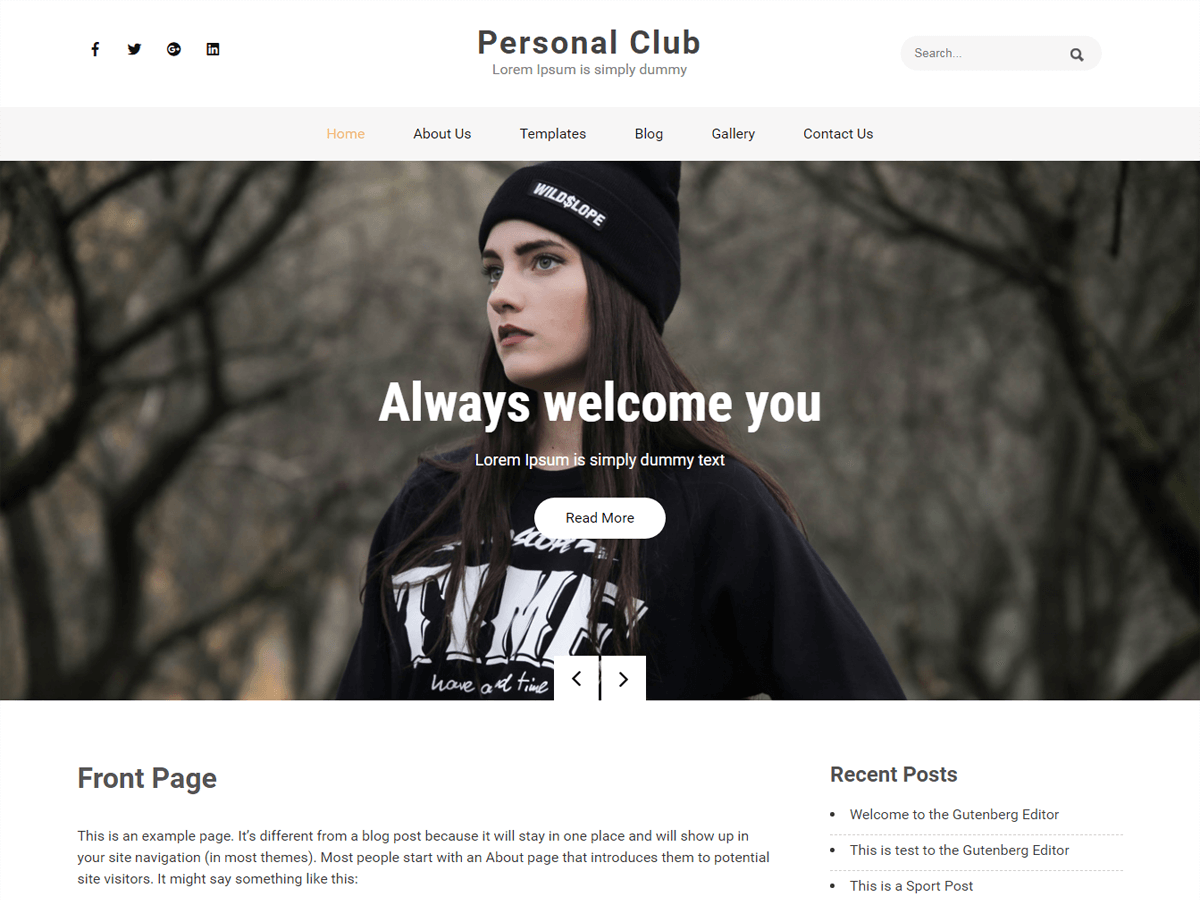 Personal Club
Lorem Ipsum is simply dummy
Search...
Home About Us Templates Blog Gallery Contact Us
WILD$LOPE
Always welcome you
Lorem Ipsum is simply dummy text
Read More
TIME
have and time
Front Page
This is an example page. It’s different from a blog post because it will stay in one place and will show up in
your site navigation (in most themes). Most people start with an About page that introduces them to potential
site visitors. It might say something like this:
Recent Posts
Welcome to the Gutenberg Editor
This is test to the Gutenberg Editor
This is a Sport Post